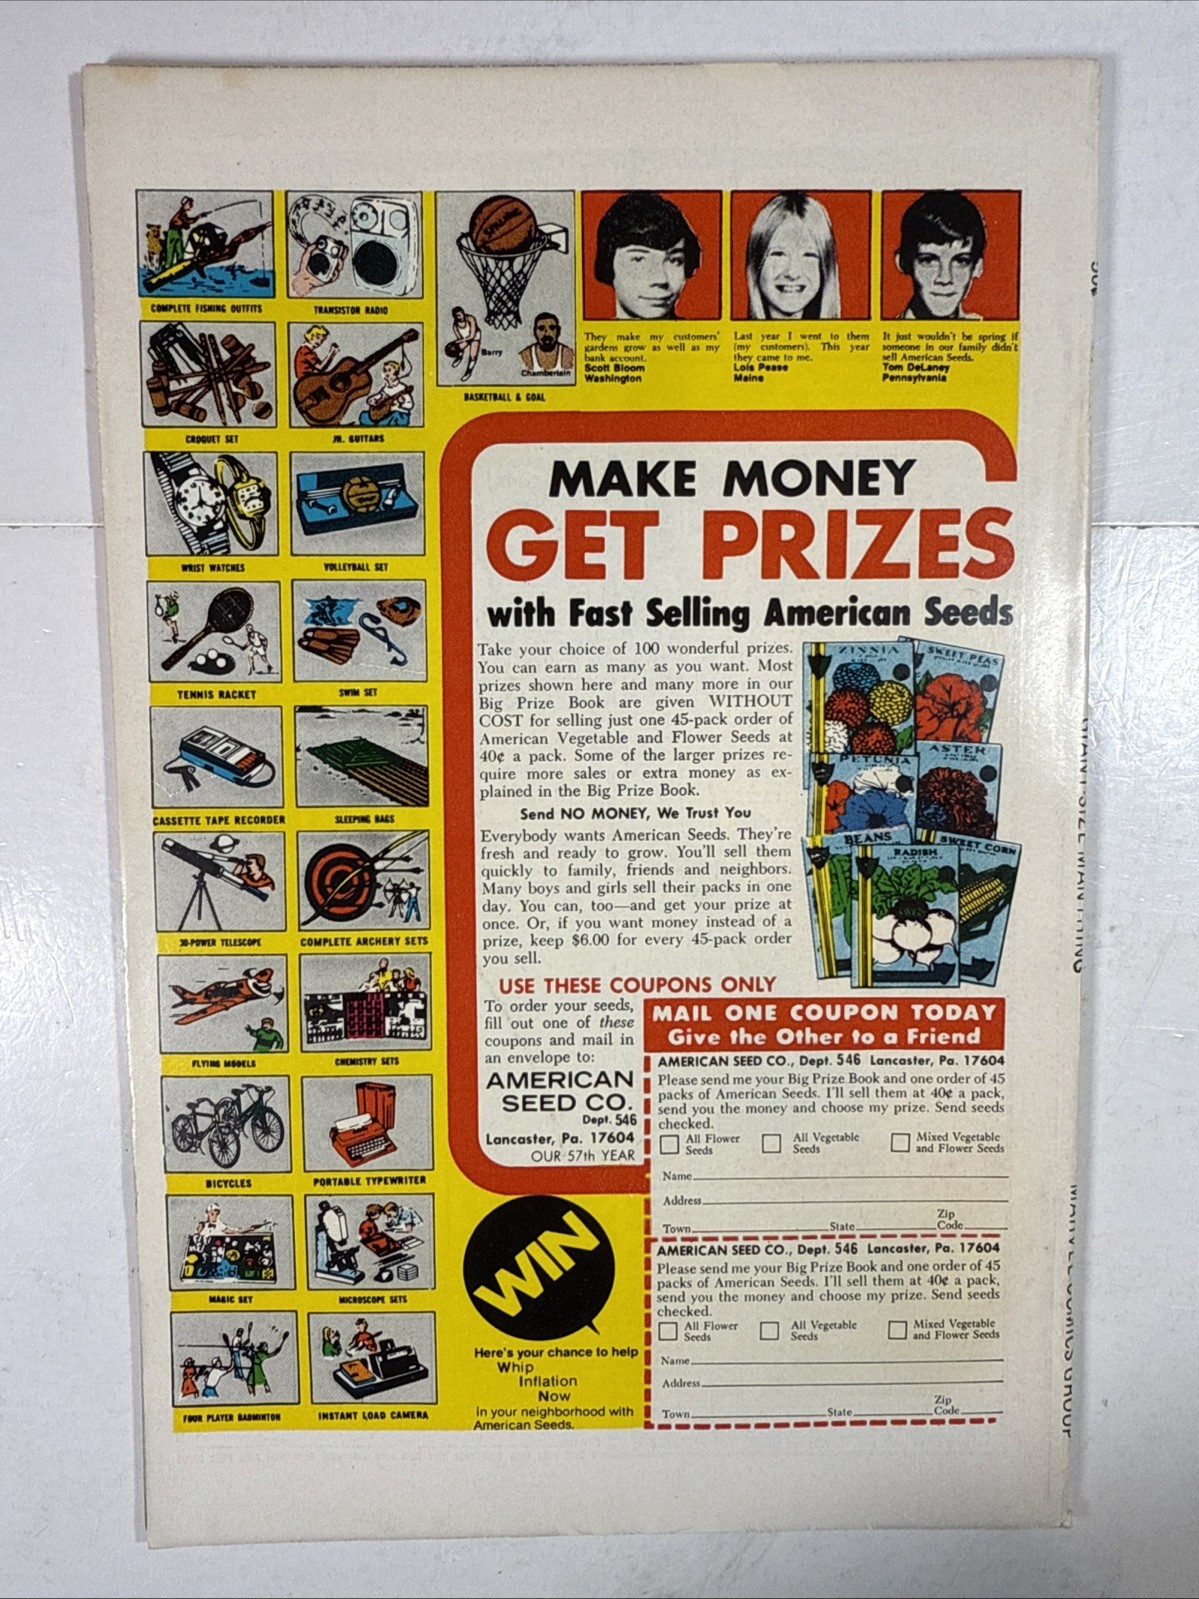 COMPLETE FISHING OUTFITS
TRANSISTOR RADIO
CROQUET SET
JR. GUITARS
WRIST WATCHES
VOLLEYBALL SET
TENNIS RACKET
SWIM SET
CASSETTE TAPE RECORDER
SLEEPING BAGS
30-POWER TELESCOPE
COMPLETE ARCHERY SETS
FLYING MODELS
CHEMISTRY SETS
BICYCLES
PORTABLE TYPEWRITER
MAGIC SET
MICROSCOPE SETS
FOUR PLAYER BADMINTON
INSTANT LOAD CAMERA
Spalding
Barry
Chamberlain
BASKETBALL & GOAL
They make my customers'
gardens grow as well as my
bank account.
Scott Bloom
Washington
Last year I went to them
(my customers). This year
they came to me.
Lois Pease
Maine
It just wouldn't be spring if
someone in our family didn't
sell American Seeds.
Tom DeLaney
Pennsylvania
MAKE MONEY
GET PRIZES
with Fast Selling American Seeds
Take your choice of 100 wonderful prizes.
You can earn as many as you want. Most
prizes shown here and many more in our
Big Prize Book are given WITHOUT
COST for selling just one 45-pack order of
American Vegetable and Flower Seeds at
40¢ a pack. Some of the larger prizes re-
quire more sales or extra money as ex-
plained in the Big Prize Book.
Send NO MONEY, We Trust You
Everybody wants American Seeds. They're
fresh and ready to grow. You'll sell them
quickly to family, friends and neighbors.
Many boys and girls sell their packs in one
day. You can, too—and get your prize at
once. Or, if you want money instead of a
prize, keep $6.00 for every 45-pack order
you sell.
ZINNIA
SWEET PEAS
PETUNIA
ASTER
BEANS
RADISH
SWEET CORN
USE THESE COUPONS ONLY
To order your seeds,
fill out one of these
coupons and mail in
an envelope to:
AMERICAN
SEED CO.
Dept. 546
Lancaster, Pa. 17604
OUR 57th YEAR
MAIL ONE COUPON TODAY
Give the Other to a Friend
AMERICAN SEED CO., Dept. 546 Lancaster, Pa. 17604
Please send me your Big Prize Book and one order of 45
packs of American Seeds. I'll sell them at 40¢ a pack,
send you the money and choose my prize. Send seeds
checked.
All Flower Seeds
All Vegetable Seeds
Mixed Vegetable and Flower Seeds
Name
Address
Town State Zip Code
AMERICAN SEED CO., Dept. 546 Lancaster, Pa. 17604
Please send me your Big Prize Book and one order of 45
packs of American Seeds. I'll sell them at 40¢ a pack,
send you the money and choose my prize. Send seeds
checked.
All Flower Seeds
All Vegetable Seeds
Mixed Vegetable and Flower Seeds
Name
Address
Town State Zip Code
WIN
Here's your chance to help
Whip
Inflation
Now
in your neighborhood with
American Seeds.
GIANT-SIZE MAN-THING
MARVEL COMICS GROUP